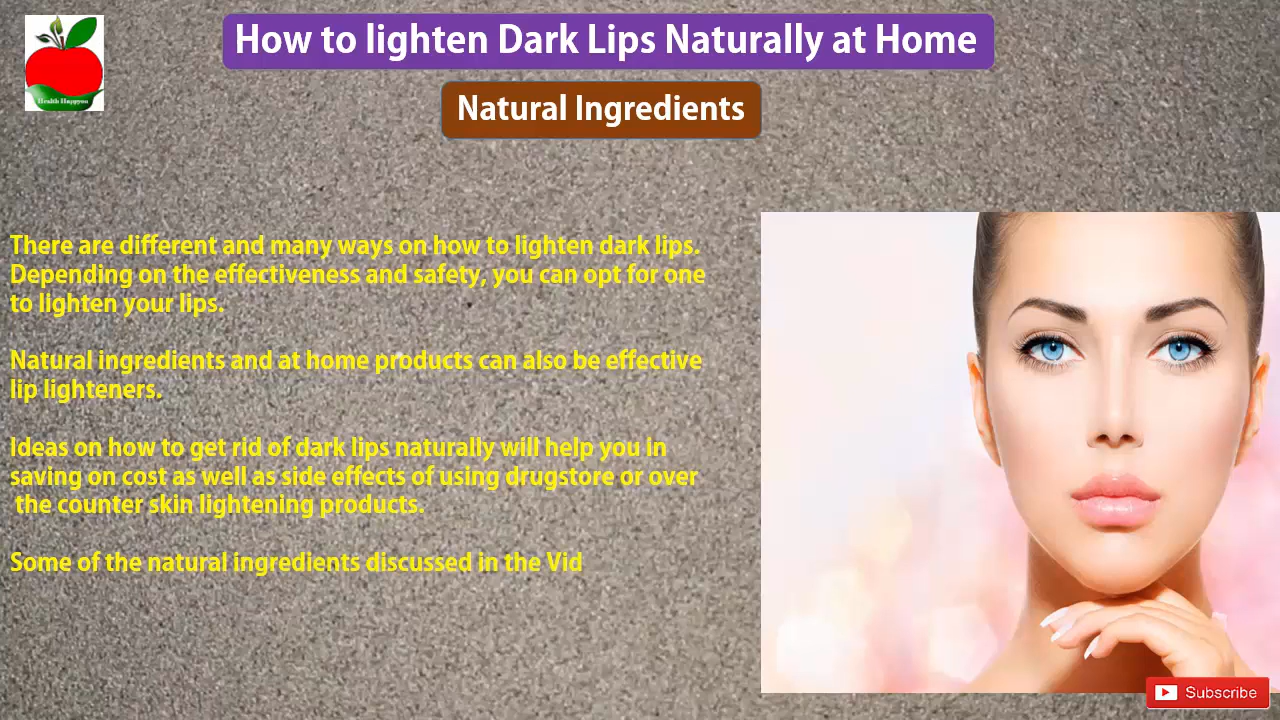 How to lighten Dark Lips Naturally at Home
Natural Ingredients
Health Happyou
There are different and many ways on how to lighten dark lips.
Depending on the effectiveness and safety, you can opt for one
to lighten your lips.
Natural ingredients and at home products can also be effective
lip lighteners.
Ideas on how to get rid of dark lips naturally will help you in
saving on cost as well as side effects of using drugstore or over
the counter skin lightening products.
Some of the natural ingredients discussed in the Vid
Subscribe